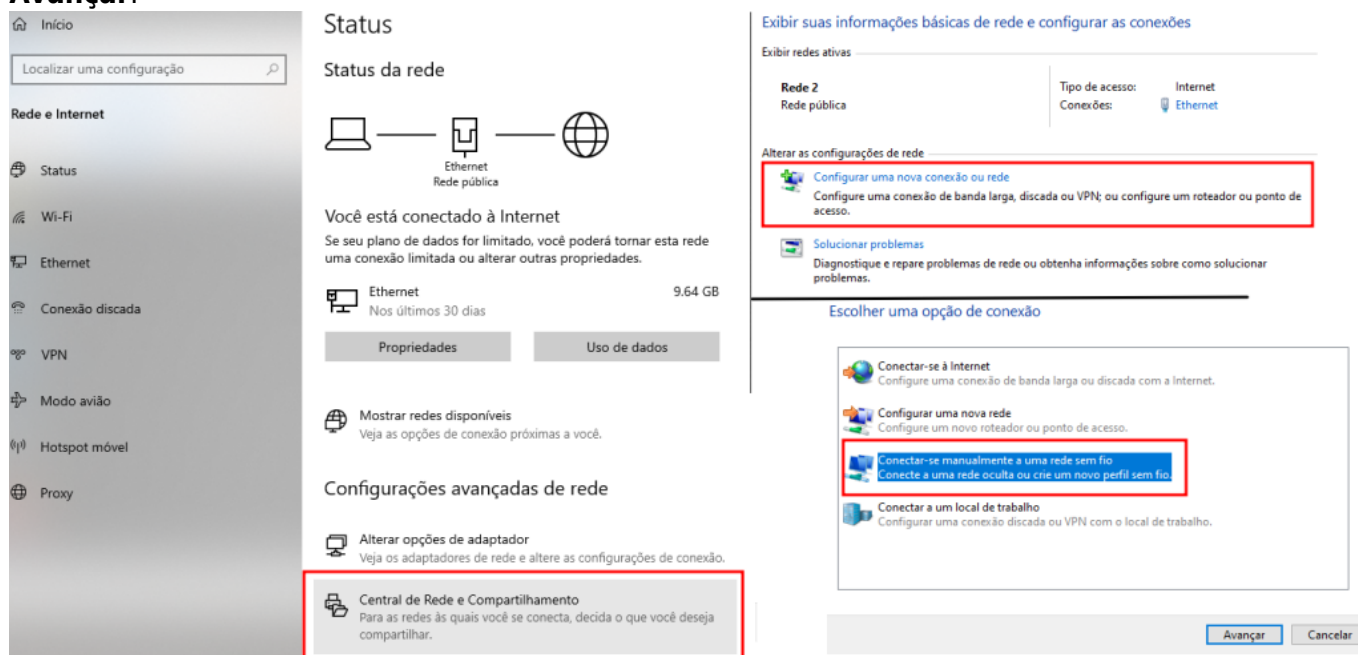 Avançar.
Início
Localizar uma configuração
Rede e Internet
Status
Wi-Fi
Ethernet
Conexão discada
VPN
Modo avião
Hotspot móvel
Proxy
Status
Status da rede
Ethernet
Rede pública
Você está conectado à Internet
Se seu plano de dados for limitado, você poderá tornar esta rede
uma conexão limitada ou alterar outras propriedades.
Ethernet 9.64 GB
Nos últimos 30 dias
Propriedades Uso de dados
Mostrar redes disponíveis
Veja as opções de conexão próximas a você.
Configurações avançadas de rede
Alterar opções de adaptador
Veja os adaptadores de rede e altere as configurações de conexão.
Central de Rede e Compartilhamento
Para as redes às quais você se conecta, decida o que você deseja
compartilhar.
Exibir suas informações básicas de rede e configurar as conexões
Exibir redes ativas
Rede 2 Tipo de acesso: Internet
Rede pública Conexões: Ethernet
Alterar as configurações de rede
Configurar uma nova conexão ou rede
Configure uma conexão de banda larga, discada ou VPN; ou configure um roteador ou ponto de
acesso.
Solucionar problemas
Diagnostique e repare problemas de rede ou obtenha informações sobre como solucionar
problemas.
Escolher uma opção de conexão
Conectar-se à Internet
Configure uma conexão de banda larga ou discada com a Internet.
Configurar uma nova rede
Configure um novo roteador ou ponto de acesso.
Conectar-se manualmente a uma rede sem fio
Conecte a uma rede oculta ou crie um novo perfil sem fio.
Conectar a um local de trabalho
Configurar uma conexão discada ou VPN com o local de trabalho.
Avançar Cancelar